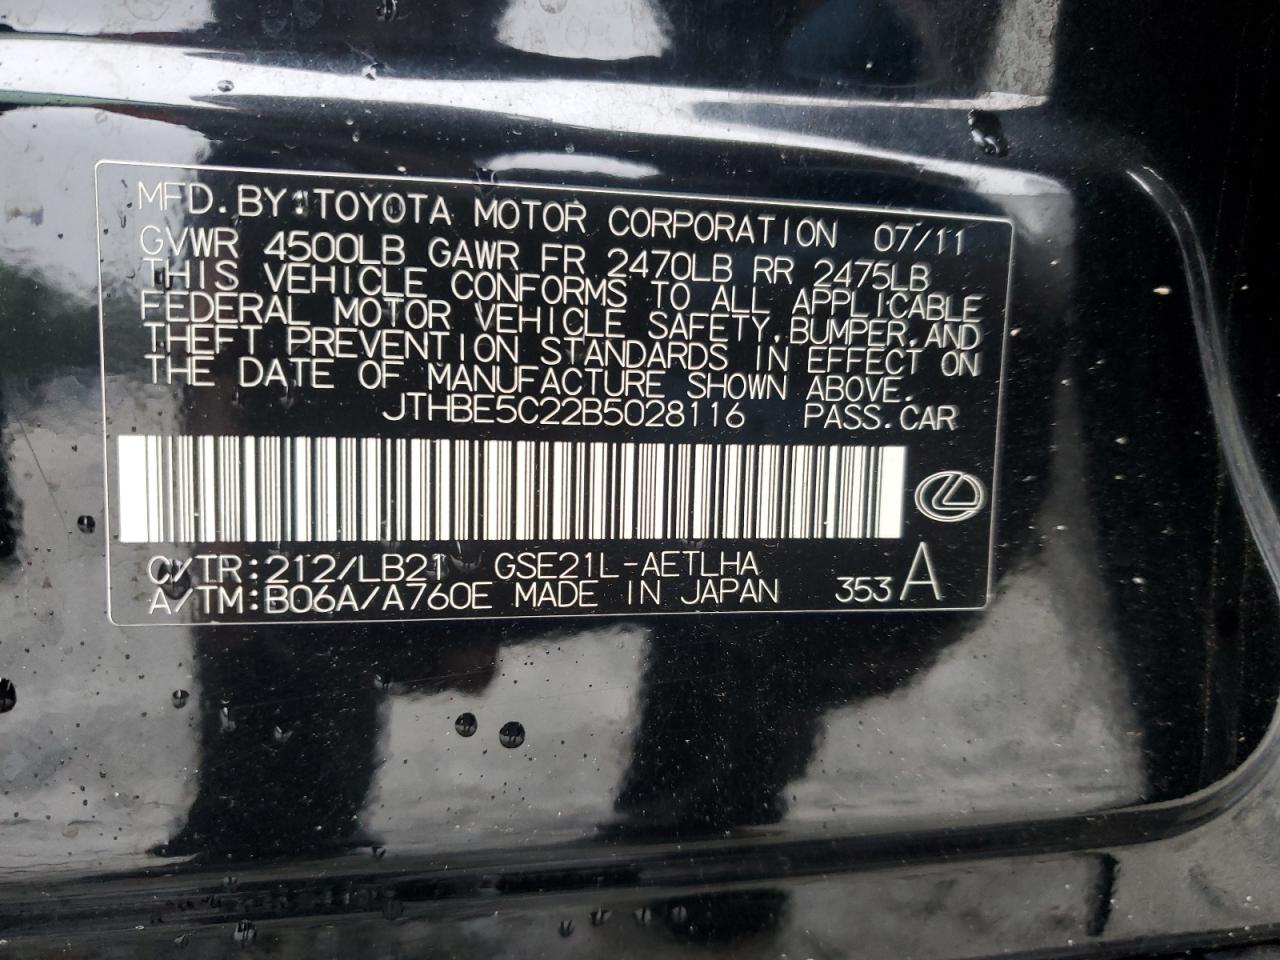 MFD.BY:TOYOTA MOTOR CORPORATION 07/11
GVWR 4500LB GAWR FR 2470LB RR 2475LB
THIS VEHICLE CONFORMS TO ALL APPLICABLE
FEDERAL MOTOR VEHICLE SAFETY,BUMPER,AND
THEFT PREVENTION STANDARDS IN EFFECT ON
THE DATE OF MANUFACTURE SHOWN ABOVE.
JTHBE5C22B5028116 PASS.CAR
C/TR:212/LB21 GSE21L-AETLHA
A/TM:B06A/A760E MADE IN JAPAN 353 A